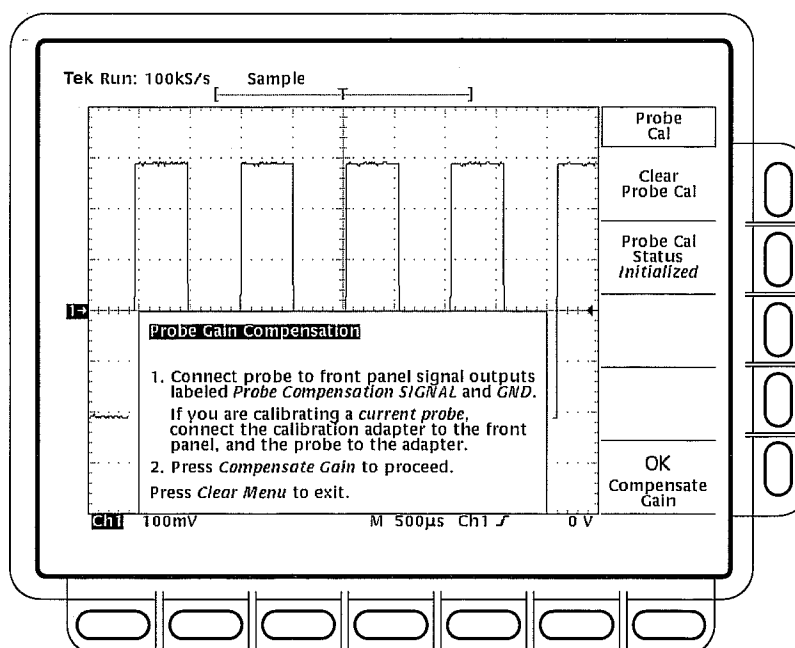 Tek Run: 100kS/s Sample
Probe
Cal
Clear
Probe Cal
Probe Cal
Status
Initialized
1→
Probe Gain Compensation
1. Connect probe to front panel signal outputs
labeled Probe Compensation SIGNAL and GND.
If you are calibrating a current probe,
connect the calibration adapter to the front
panel, and the probe to the adapter.
2. Press Compensate Gain to proceed.
Press Clear Menu to exit.
OK
Compensate
Gain
Ch1 100mV M 500µs Ch1 0 V